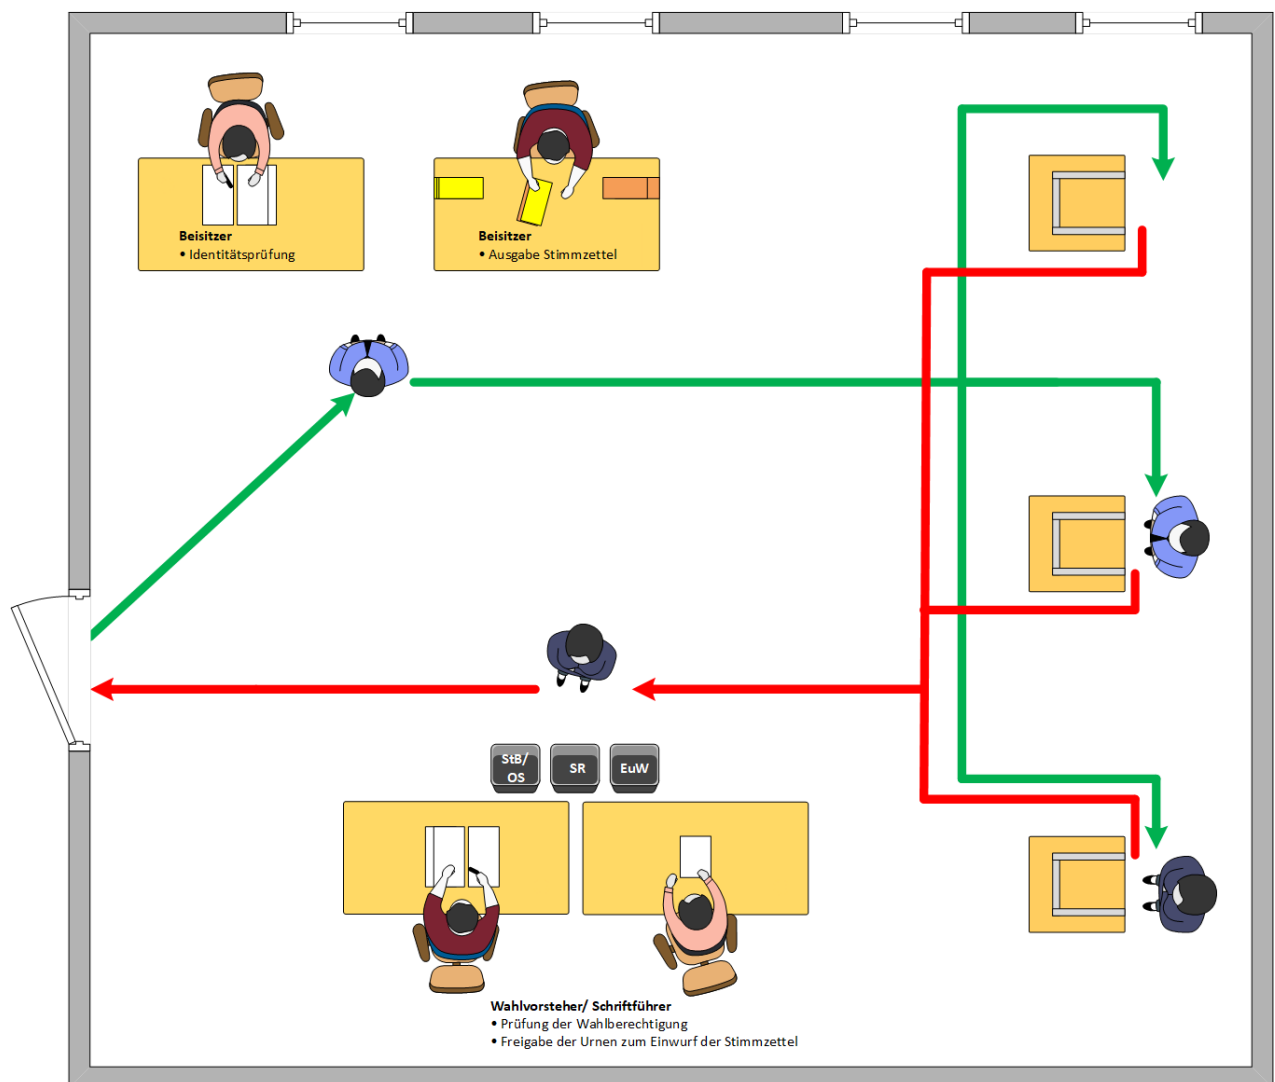 Beisitzer
• Identitätsprüfung
Beisitzer
• Ausgabe Stimmzettel
StB/
OS
SR
EuW
Wahlvorsteher/ Schriftführer
• Prüfung der Wahlberechtigung
• Freigabe der Urnen zum Einwurf der Stimmzettel